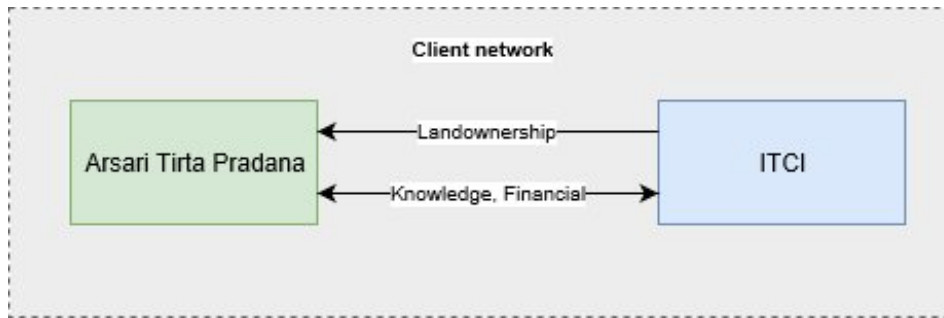 Client network
Arsari Tirta Pradana
Landownership
ITCI
Knowledge, Financial